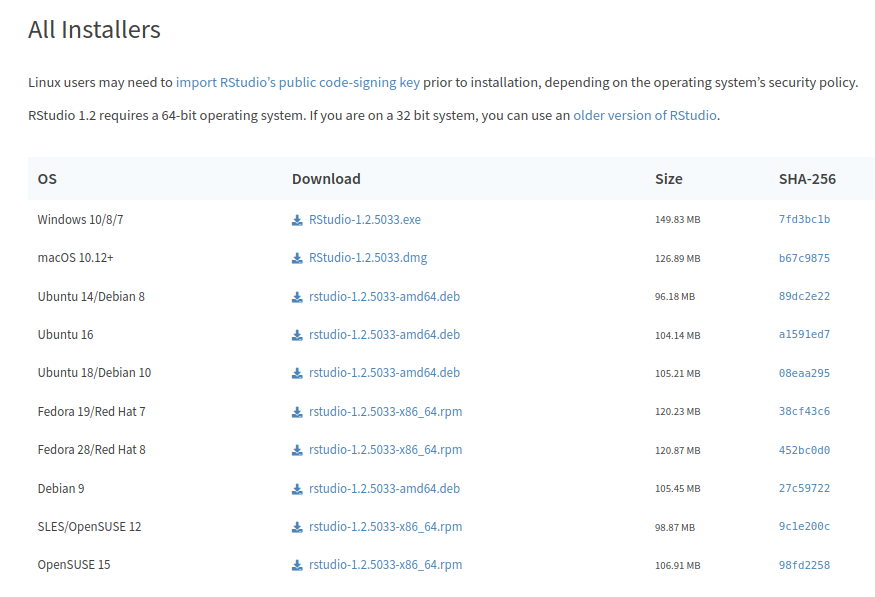 All Installers
Linux users may need to import RStudio’s public code-signing key prior to installation, depending on the operating system’s security policy.
RStudio 1.2 requires a 64-bit operating system. If you are on a 32 bit system, you can use an older version of RStudio.
OS Download Size SHA-256
Windows 10/8/7 RStudio-1.2.5033.exe 149.83 MB 7fd3bc1b
macOS 10.12+ RStudio-1.2.5033.dmg 126.89 MB b67c9875
Ubuntu 14/Debian 8 rstudio-1.2.5033-amd64.deb 96.18 MB 89dc2e22
Ubuntu 16 rstudio-1.2.5033-amd64.deb 104.14 MB a1591ed7
Ubuntu 18/Debian 10 rstudio-1.2.5033-amd64.deb 105.21 MB 08eaa295
Fedora 19/Red Hat 7 rstudio-1.2.5033-x86_64.rpm 120.23 MB 38cf43c6
Fedora 28/Red Hat 8 rstudio-1.2.5033-x86_64.rpm 120.87 MB 452bc0d0
Debian 9 rstudio-1.2.5033-amd64.deb 105.45 MB 27c59722
SLES/OpenSUSE 12 rstudio-1.2.5033-x86_64.rpm 98.87 MB 9c1e200c
OpenSUSE 15 rstudio-1.2.5033-x86_64.rpm 106.91 MB 98fd2258